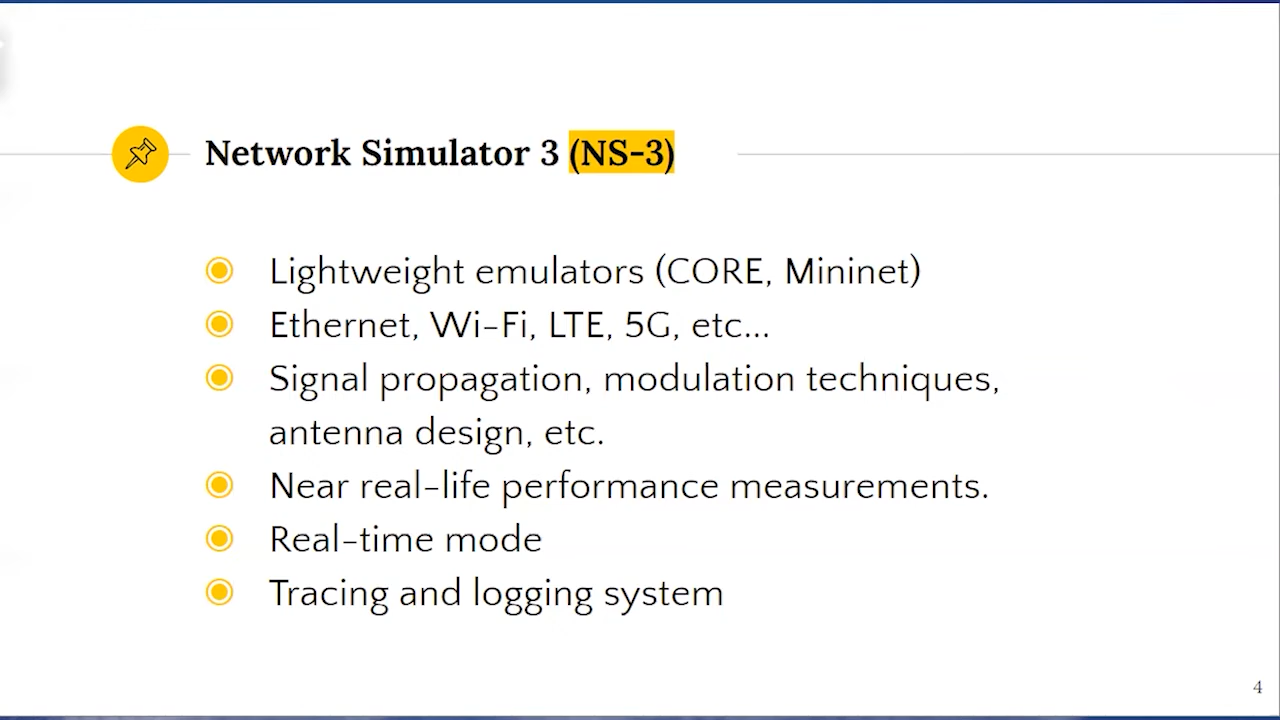 Network Simulator 3 (NS-3)
Lightweight emulators (CORE, Mininet)
Ethernet, Wi-Fi, LTE, 5G, etc...
Signal propagation, modulation techniques,
antenna design, etc.
Near real-life performance measurements.
Real-time mode
Tracing and logging system
4